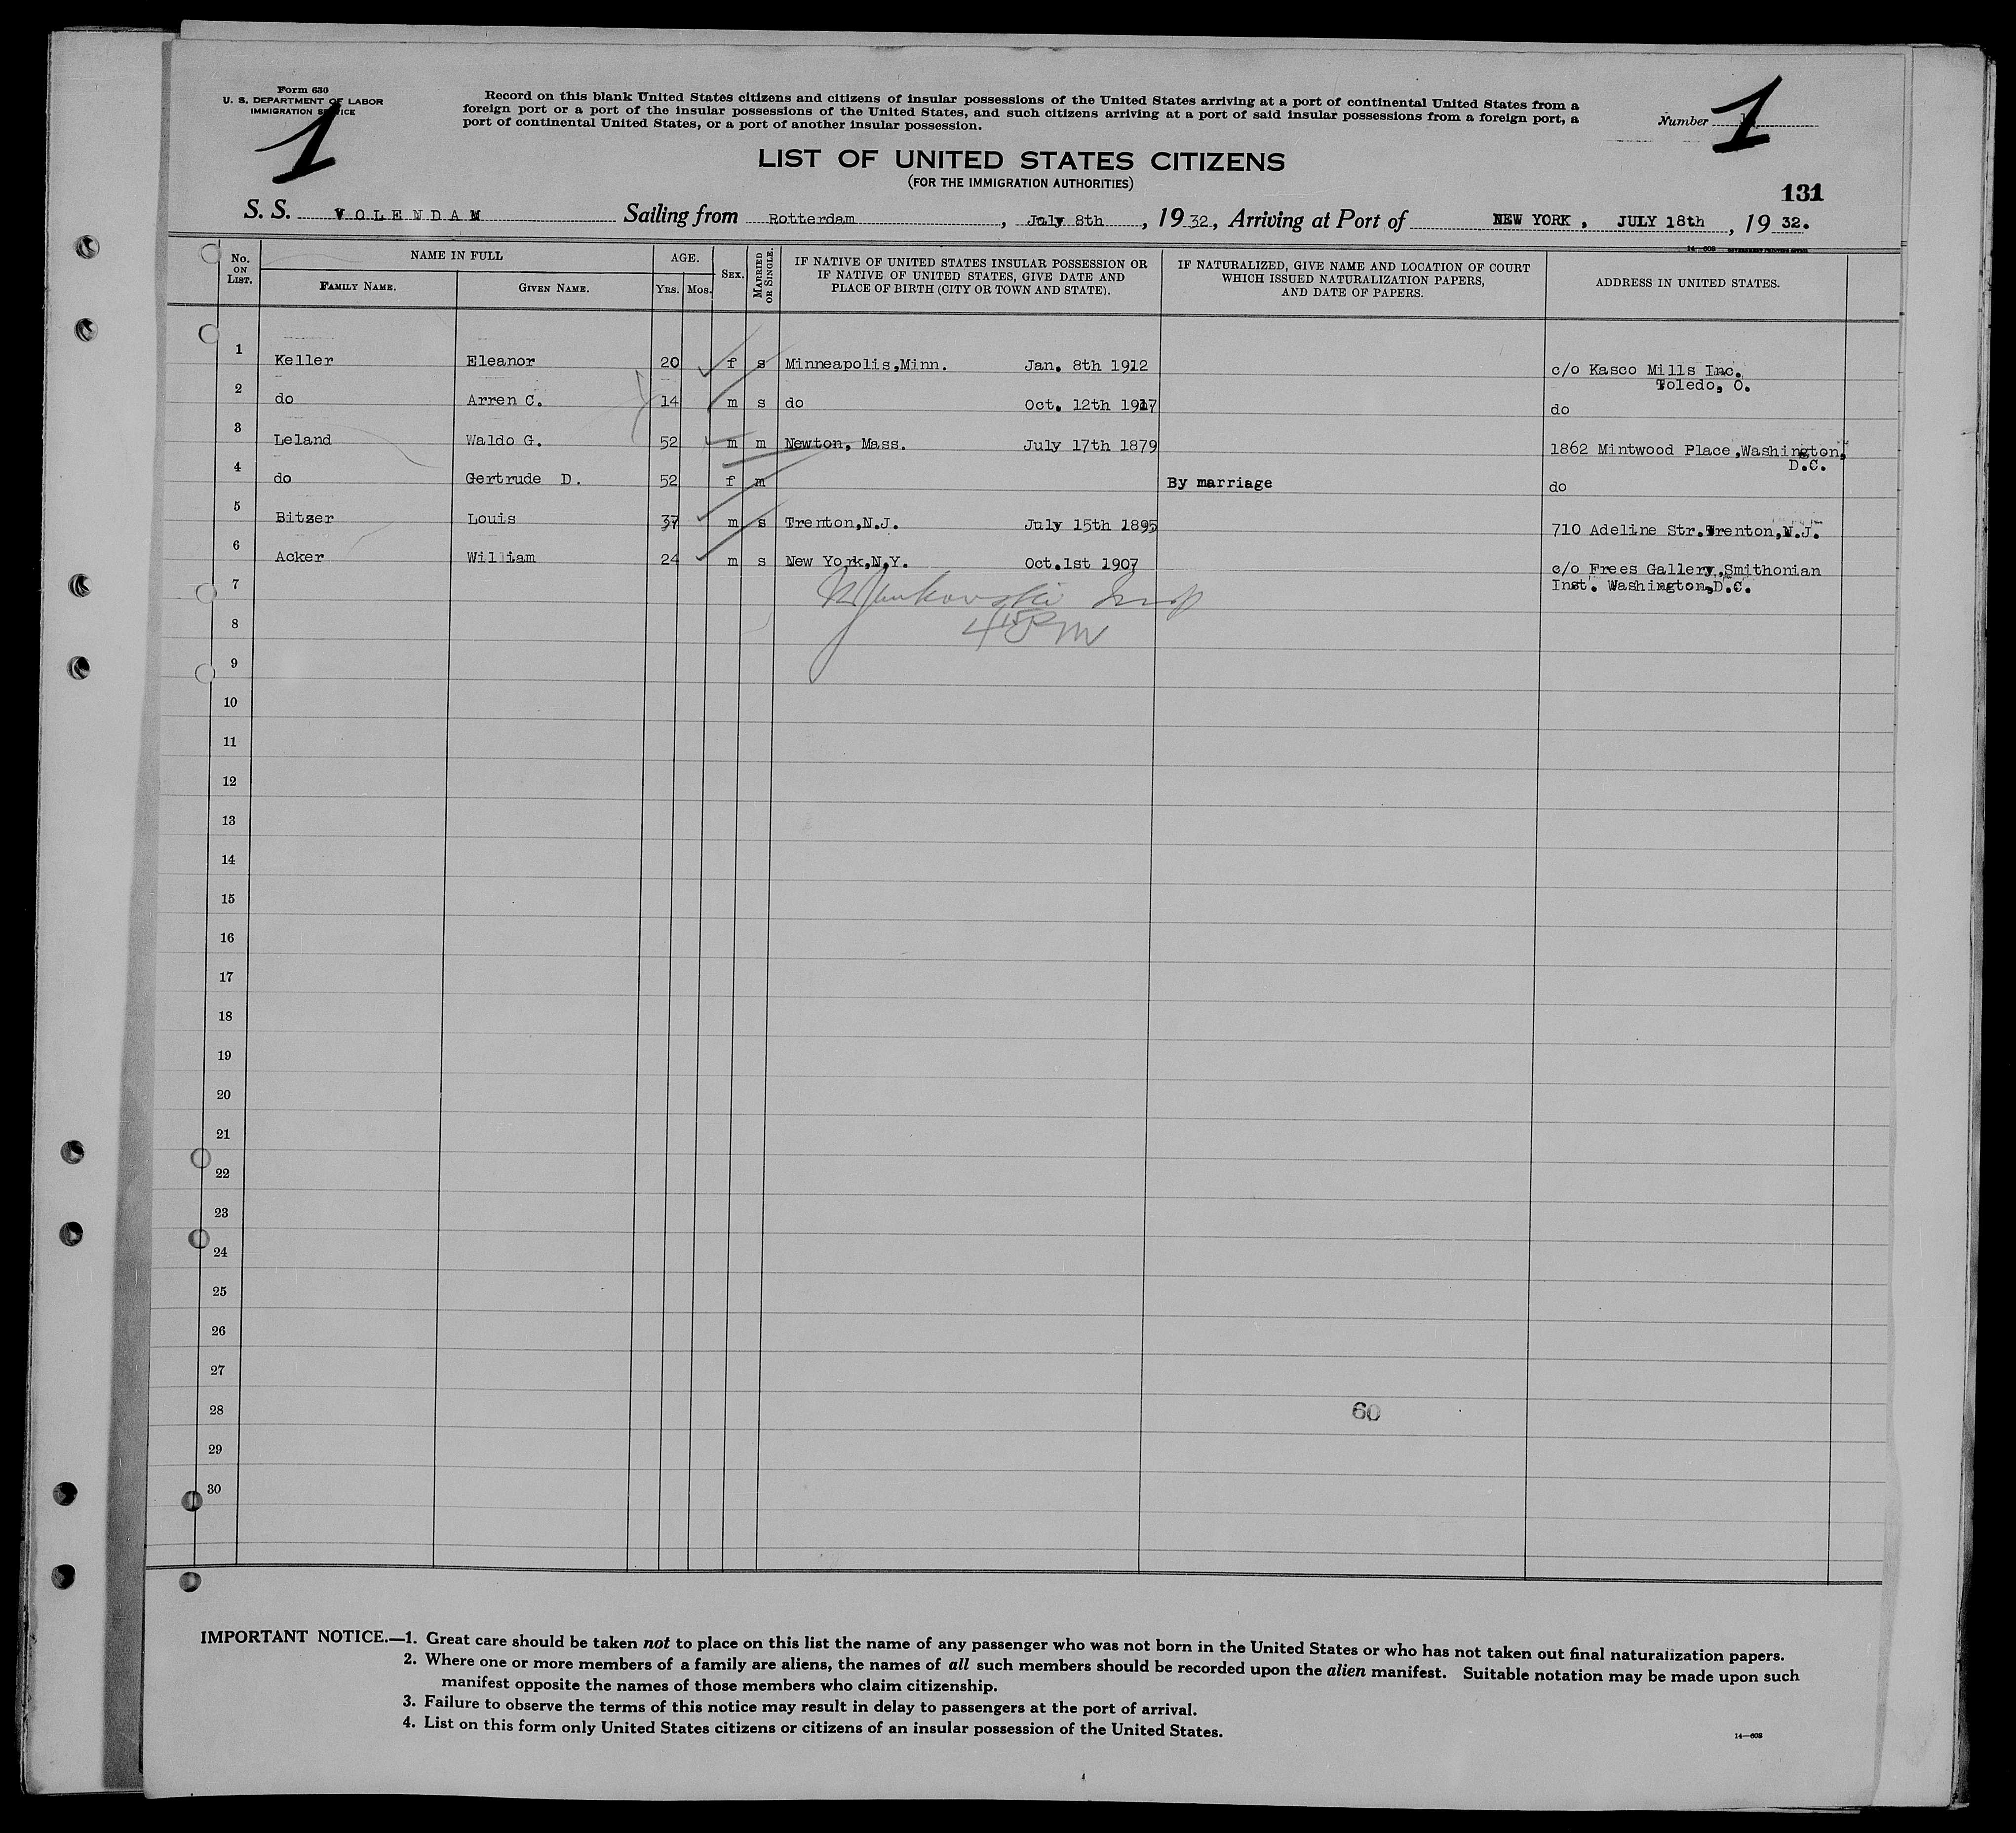 Form 630
U. S. DEPARTMENT OF LABOR
IMMIGRATION SERVICE
1
Record on this blank United States citizens and citizens of insular possessions of the United States arriving at a port of continental United States from a
foreign port or a port of the insular possessions of the United States, and such citizens arriving at a port of said insular possessions from a foreign port, a
port of continental United States, or a port of another insular possession.
Number 1
LIST OF UNITED STATES CITIZENS
(FOR THE IMMIGRATION AUTHORITIES)
131
S. S. VOLENDAM Sailing from Rotterdam, July 8th, 1932, Arriving at Port of NEW YORK, JULY 18th, 1932.
14—608 GOVERNMENT PRINTING OFFICE
No. ON LIST. NAME IN FULL FAMILY NAME. GIVEN NAME. AGE. YRS. MOS. SEX. MARRIED OR SINGLE. IF NATIVE OF UNITED STATES INSULAR POSSESSION OR IF NATIVE OF UNITED STATES, GIVE DATE AND PLACE OF BIRTH (CITY OR TOWN AND STATE). IF NATURALIZED, GIVE NAME AND LOCATION OF COURT WHICH ISSUED NATURALIZATION PAPERS, AND DATE OF PAPERS. ADDRESS IN UNITED STATES.
1 Keller Eleanor 20 f s Minneapolis,Minn. Jan. 8th 1912 c/o Kasco Mills Inc.
Toledo, O.
2 do Arren C. 14 m s do Oct. 12th 1917 do
3 Leland Waldo G. 52 m m Newton, Mass. July 17th 1879 1862 Mintwood Place,Washington,
D.C.
4 do Gertrude D. 52 f m By marriage do
5 Bitzer Louis 37 m s Trenton,N.J. July 15th 1895 710 Adeline Str.Trenton,N.J.
6 Acker William 24 m s New York,N.Y. Oct.1st 1907 c/o Frees Gallery,Smithonian
7 Inst. Washington,D.C.
8
9
10
11
12
13
14
15
16
17
18
19
20
21
22
23
24
25
26
27
28 60
29
30
IMPORTANT NOTICE.—1. Great care should be taken not to place on this list the name of any passenger who was not born in the United States or who has not taken out final naturalization papers.
2. Where one or more members of a family are aliens, the names of all such members should be recorded upon the alien manifest. Suitable notation may be made upon such
manifest opposite the names of those members who claim citizenship.
3. Failure to observe the terms of this notice may result in delay to passengers at the port of arrival.
4. List on this form only United States citizens or citizens of an insular possession of the United States.
14—608